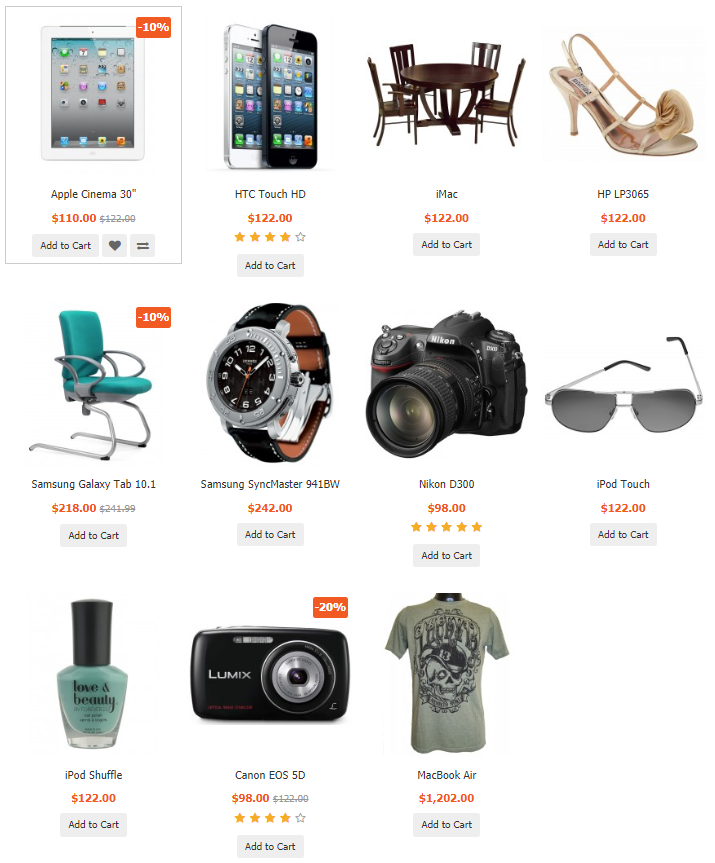 -10%
Apple Cinema 30"
$110.00 $122.00
Add to Cart
HTC Touch HD
$122.00
Add to Cart
iMac
$122.00
Add to Cart
HP LP3065
$122.00
Add to Cart
-10%
Samsung Galaxy Tab 10.1
$218.00 $241.99
Add to Cart
Samsung SyncMaster 941BW
$242.00
Add to Cart
Nikon
D300
Nikon D300
$98.00
Add to Cart
iPod Touch
$122.00
Add to Cart
love &
beauty
iPod Shuffle
$122.00
Add to Cart
-20%
LUMIX
Canon EOS 5D
$98.00 $122.00
Add to Cart
MacBook Air
$1,202.00
Add to Cart